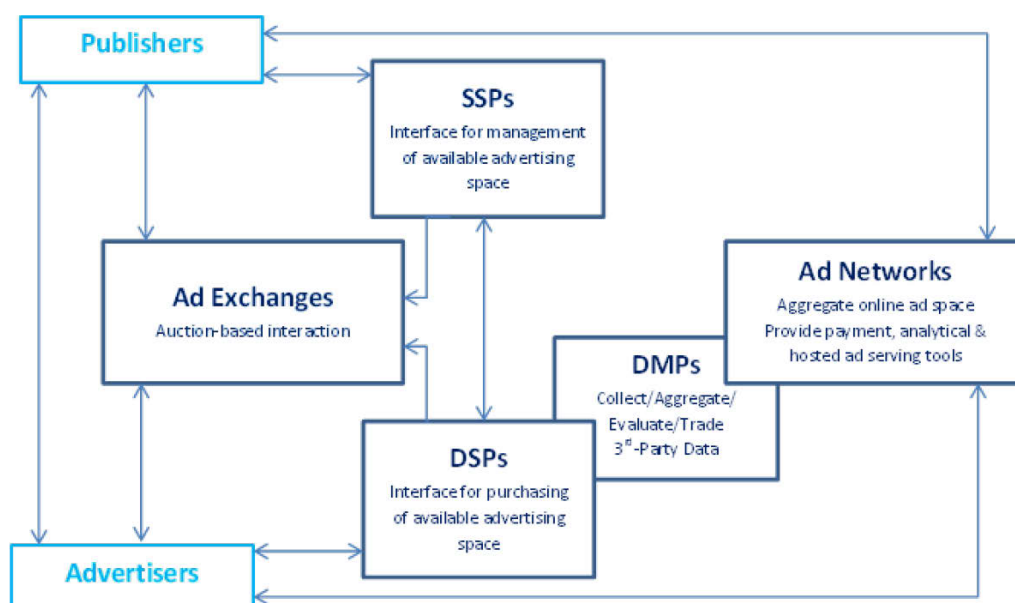 Publishers
SSPs
Interface for management
of available advertising
space
Ad Exchanges
Auction-based interaction
Ad Networks
Aggregate online ad space
Provide payment, analytical &
hosted ad serving tools
DMPs
Collect/Aggregate/
Evaluate/Trade
3rd-Party Data
DSPs
Interface for purchasing
of available advertising
space
Advertisers